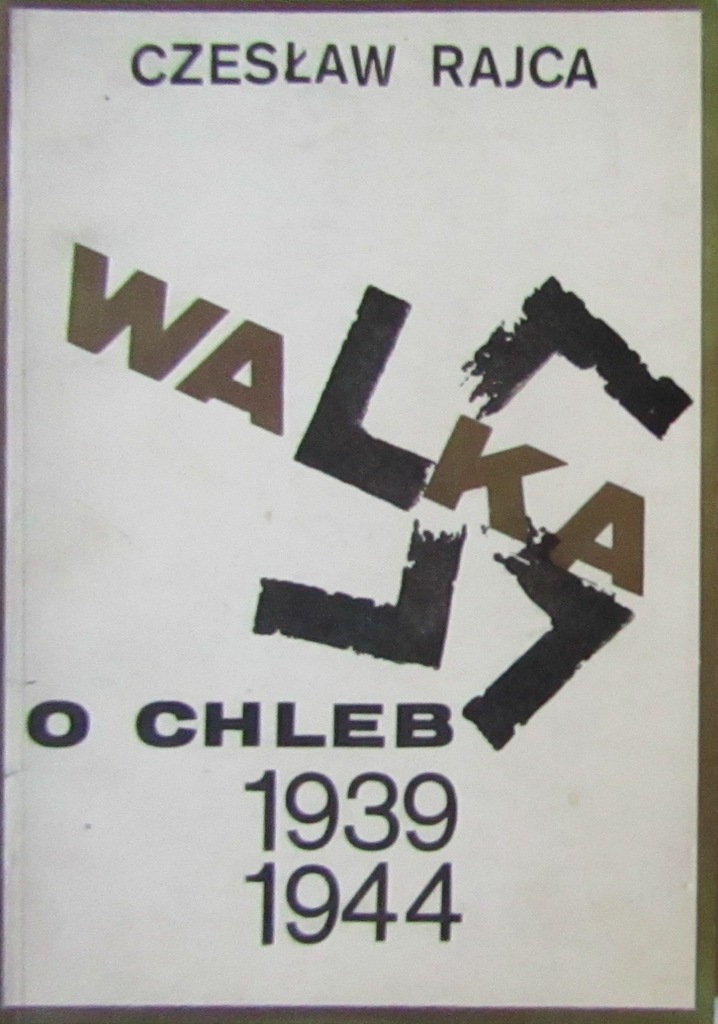 CZESŁAW RAJCA
WALKA
O CHLEB
1939
1944